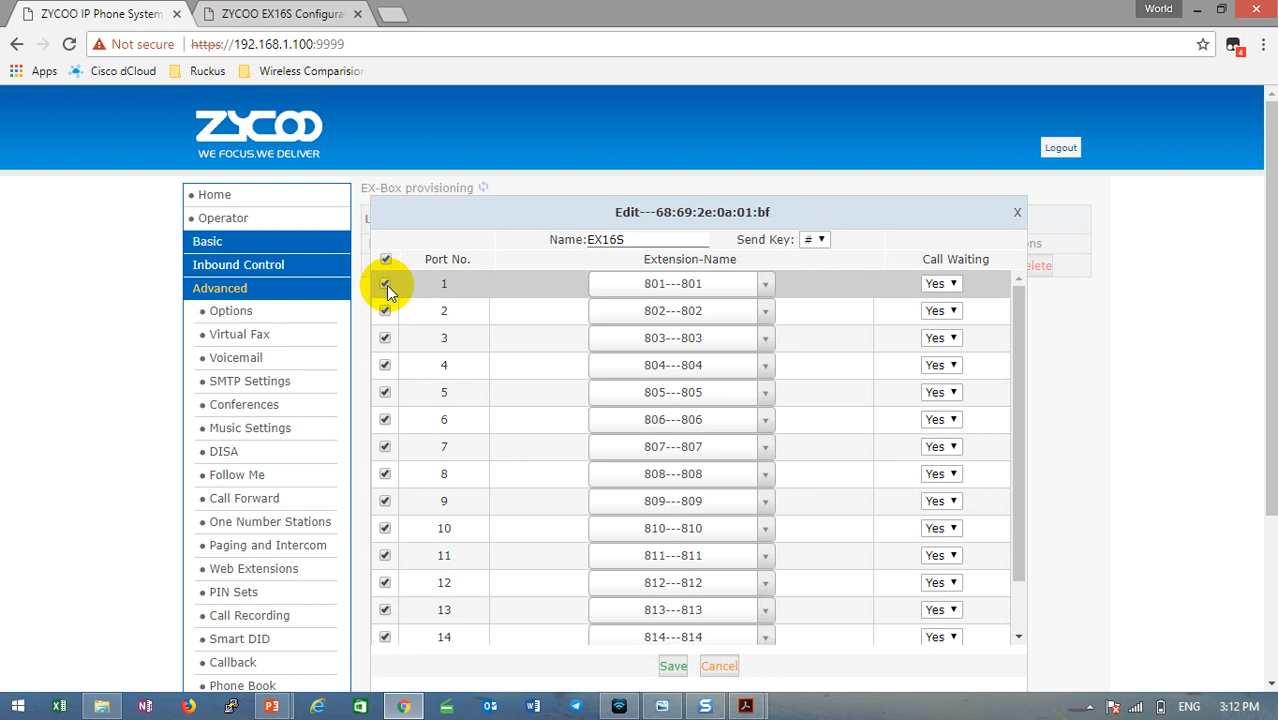 ZYCOO IP Phone System
ZYCOO EX16S Configura
World
Not secure
https://192.168.1.100:9999
4
Apps
Cisco dCloud
Ruckus
Wireless Comparision
ZYCOO
WE FOCUS.WE DELIVER
Logout
Home
Operator
Basic
Inbound Control
Advanced
Options
Virtual Fax
Voicemail
SMTP Settings
Conferences
Music Settings
DISA
Follow Me
Call Forward
One Number Stations
Paging and Intercom
Web Extensions
PIN Sets
Call Recording
Smart DID
Callback
Phone Book
EX-Box provisioning
Edit---68:69:2e:0a:01:bf
X
Name: EX16S
Send Key: #
Port No.
Extension-Name
Call Waiting
1 801---801 Yes
2 802---802 Yes
3 803---803 Yes
4 804---804 Yes
5 805---805 Yes
6 806---806 Yes
7 807---807 Yes
8 808---808 Yes
9 809---809 Yes
10 810---810 Yes
11 811---811 Yes
12 812---812 Yes
13 813---813 Yes
14 814---814 Yes
Save
Cancel
ENG
3:12 PM